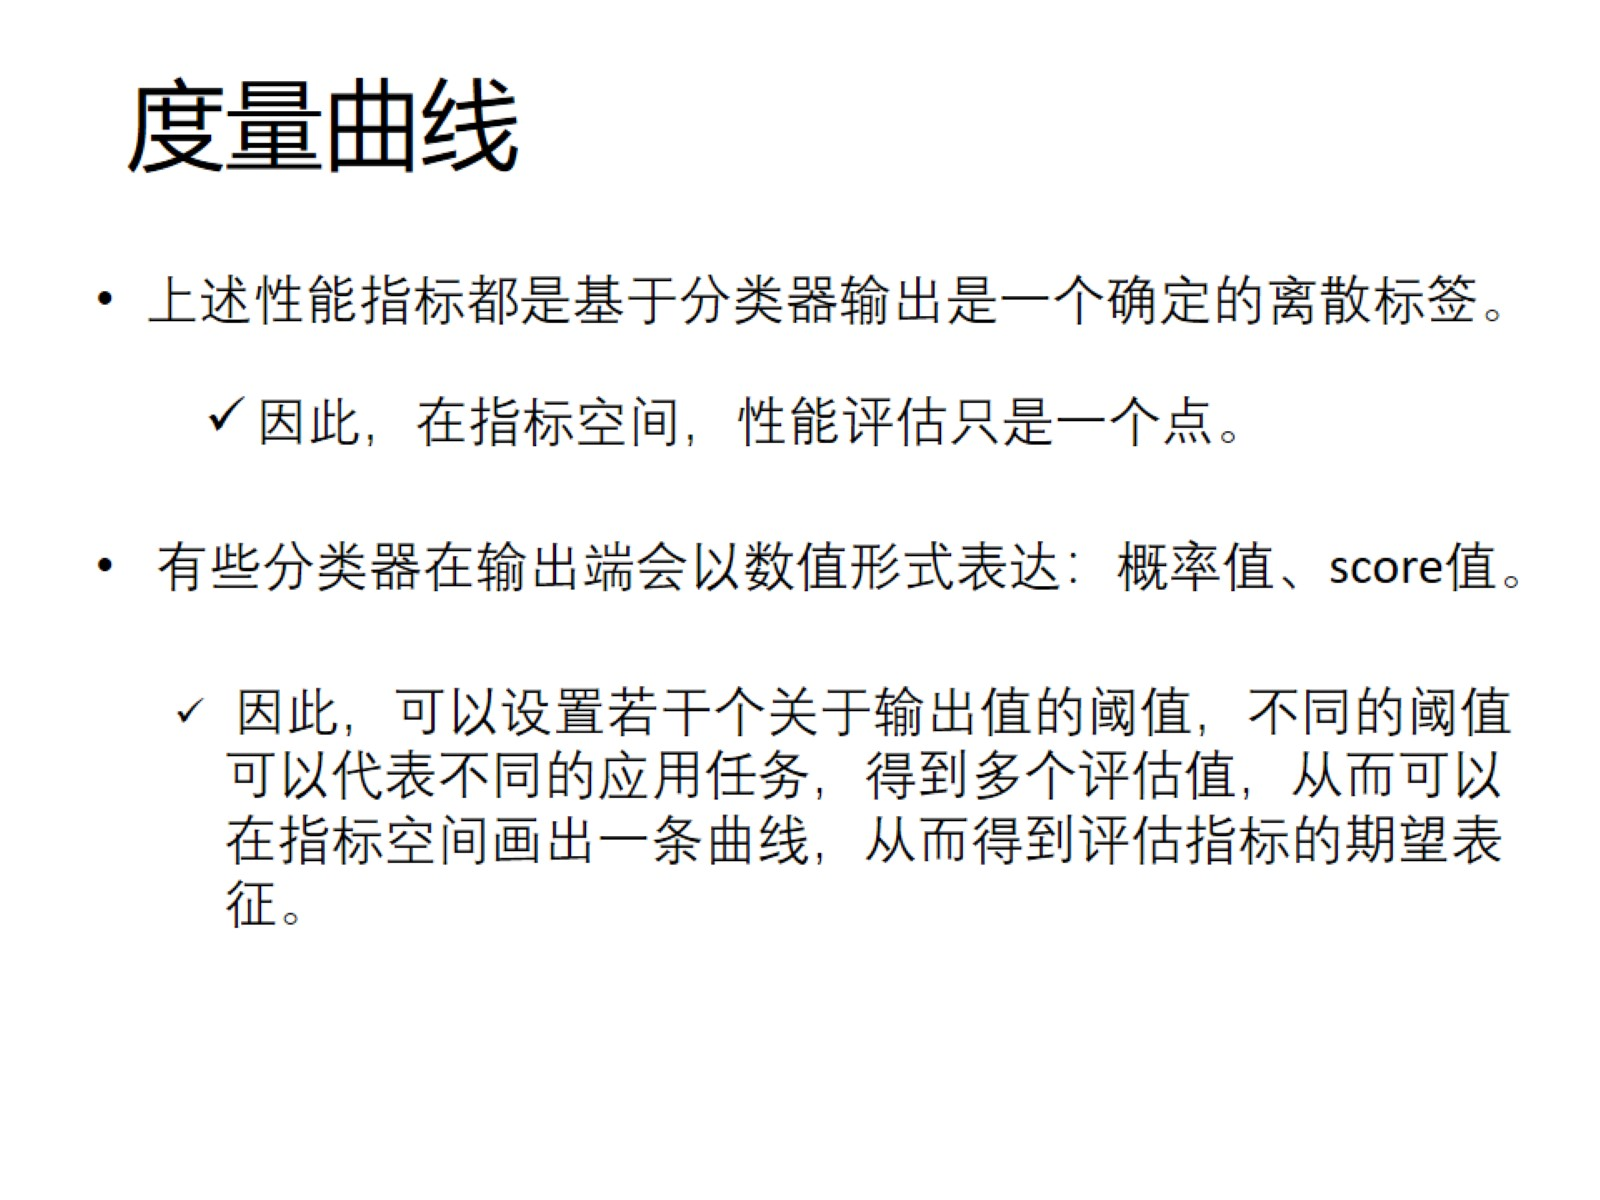 度量曲线
• 上述性能指标都是基于分类器输出是一个确定的离散标签。
✓因此，在指标空间，性能评估只是一个点。
• 有些分类器在输出端会以数值形式表达：概率值、score值。
✓ 因此，可以设置若干个关于输出值的阈值，不同的阈值
可以代表不同的应用任务，得到多个评估值，从而可以
在指标空间画出一条曲线，从而得到评估指标的期望表
征。